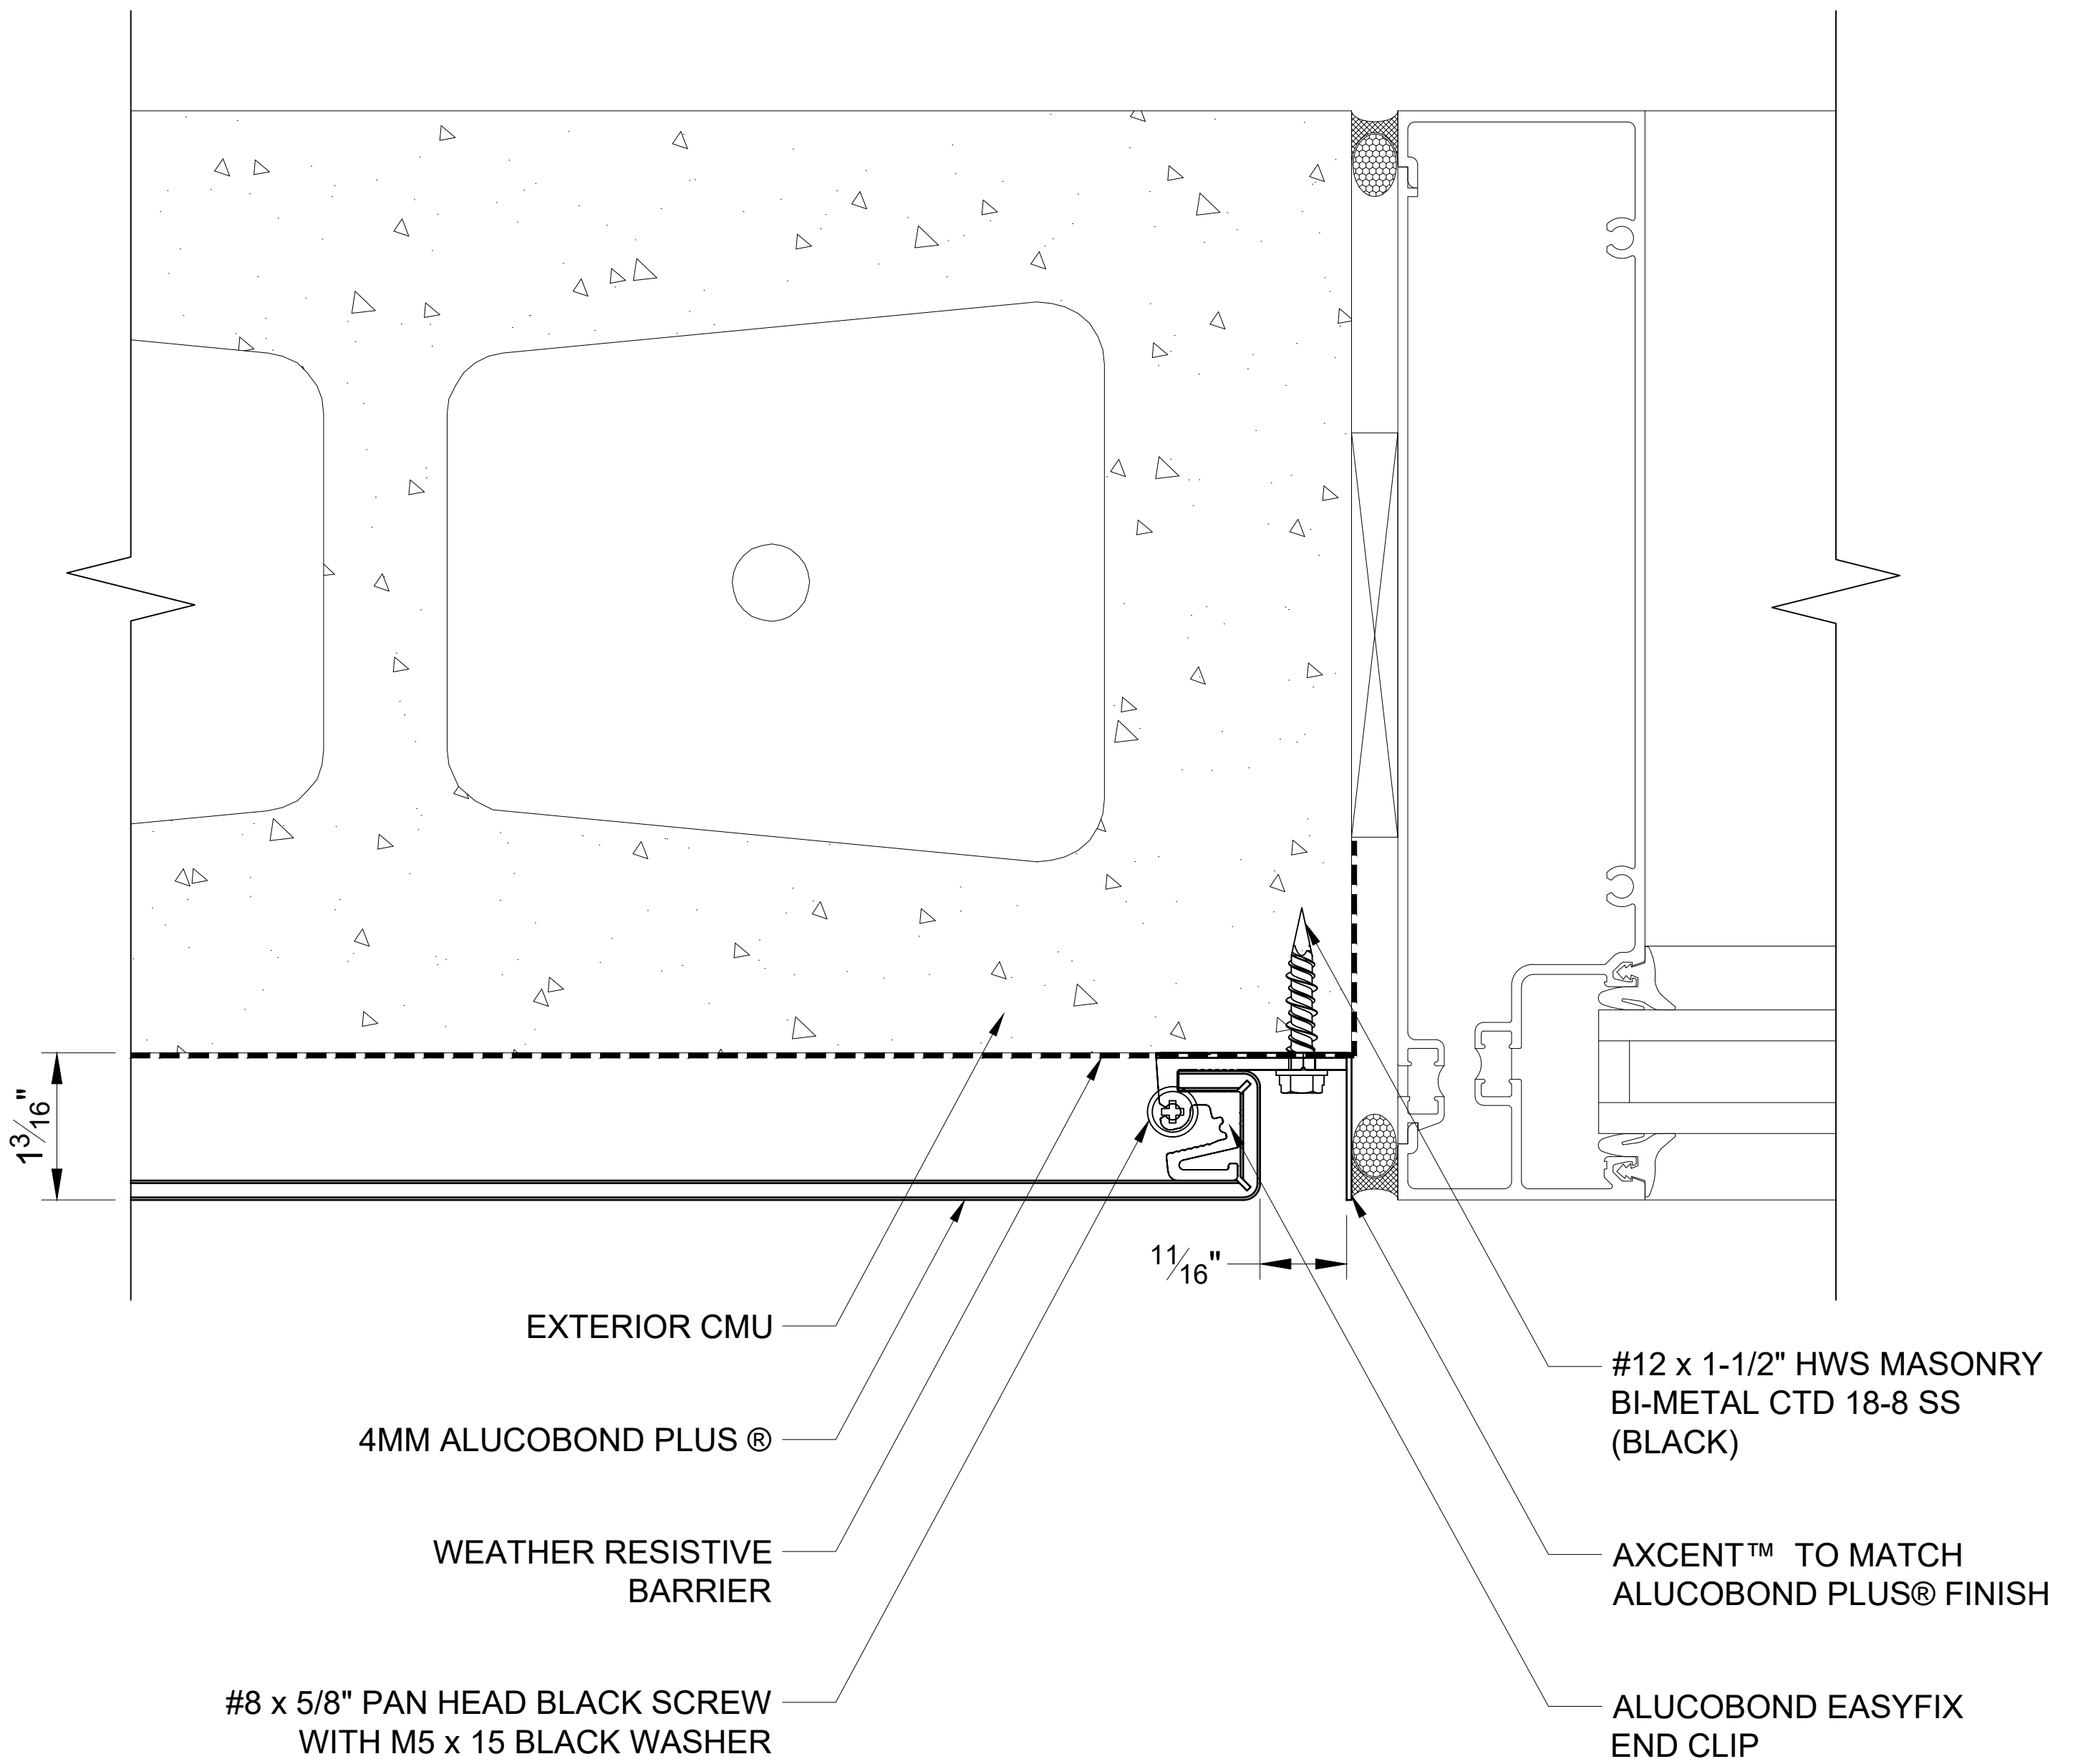 1 3/16"
11/16"
EXTERIOR CMU
4MM ALUCOBOND PLUS ®
WEATHER RESISTIVE
BARRIER
#8 x 5/8" PAN HEAD BLACK SCREW
WITH M5 x 15 BLACK WASHER
#12 x 1-1/2" HWS MASONRY
BI-METAL CTD 18-8 SS
(BLACK)
AXCENT™ TO MATCH
ALUCOBOND PLUS® FINISH
ALUCOBOND EASYFIX
END CLIP